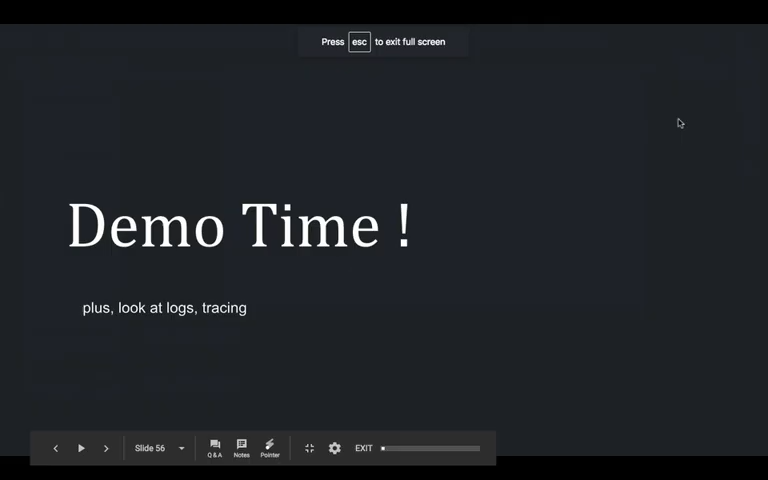 Press esc to exit full screen
Demo Time !
plus, look at logs, tracing
Slide 56
Q & A
Notes
Pointer
EXIT